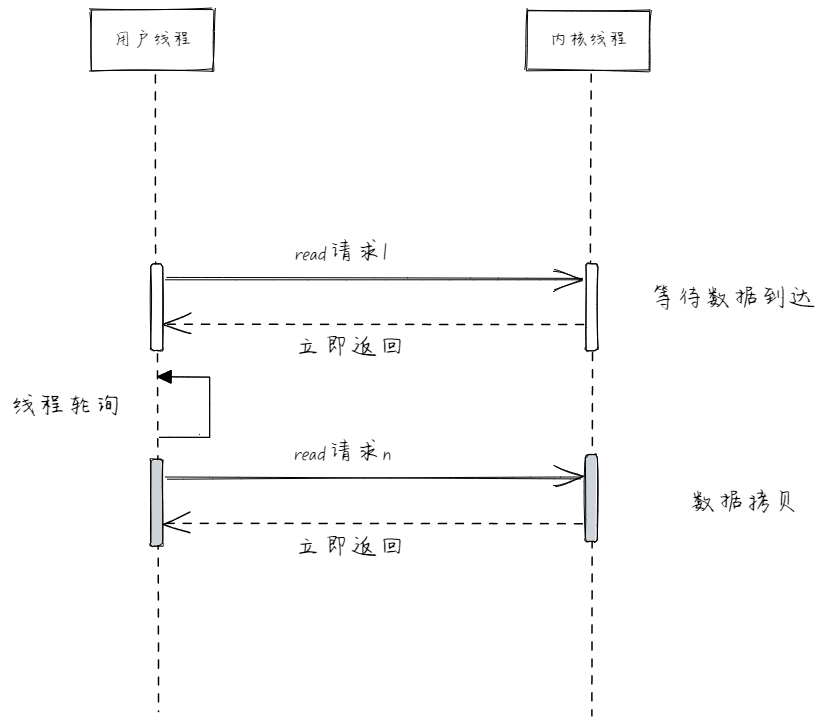 用户线程
内核线程
read请求1
等待数据到达
立即返回
线程轮询
read请求n
数据拷贝
立即返回